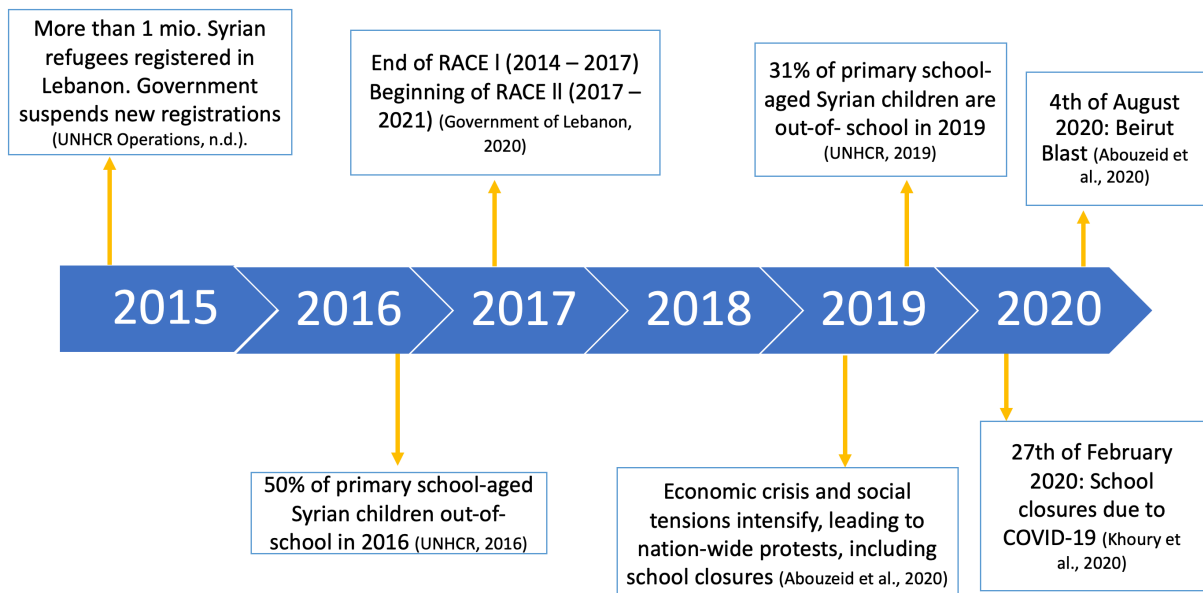 More than 1 mio. Syrian
refugees registered in
Lebanon. Government
suspends new registrations
(UNHCR Operations, n.d.).
End of RACE I (2014 – 2017)
Beginning of RACE II (2017 –
2021) (Government of Lebanon,
2020)
31% of primary school-
aged Syrian children are
out-of- school in 2019
(UNHCR, 2019)
4th of August
2020: Beirut
Blast (Abouzeid et
al., 2020)
2015
2016
2017
2018
2019
2020
50% of primary school-aged
Syrian children out-of-
school in 2016 (UNHCR, 2016)
Economic crisis and social
tensions intensify, leading to
nation-wide protests, including
school closures (Abouzeid et al., 2020)
27th of February
2020: School
closures due to
COVID-19 (Khoury et
al., 2020)